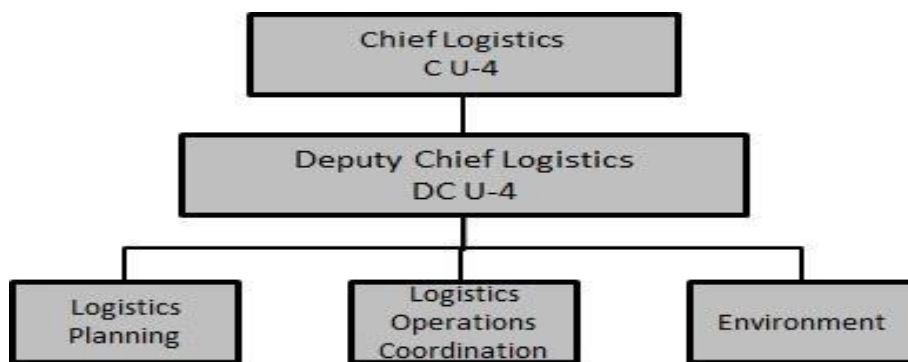 Chief Logistics
C U-4
Deputy Chief Logistics
DC U-4
Logistics
Planning
Logistics
Operations
Coordination
Environment